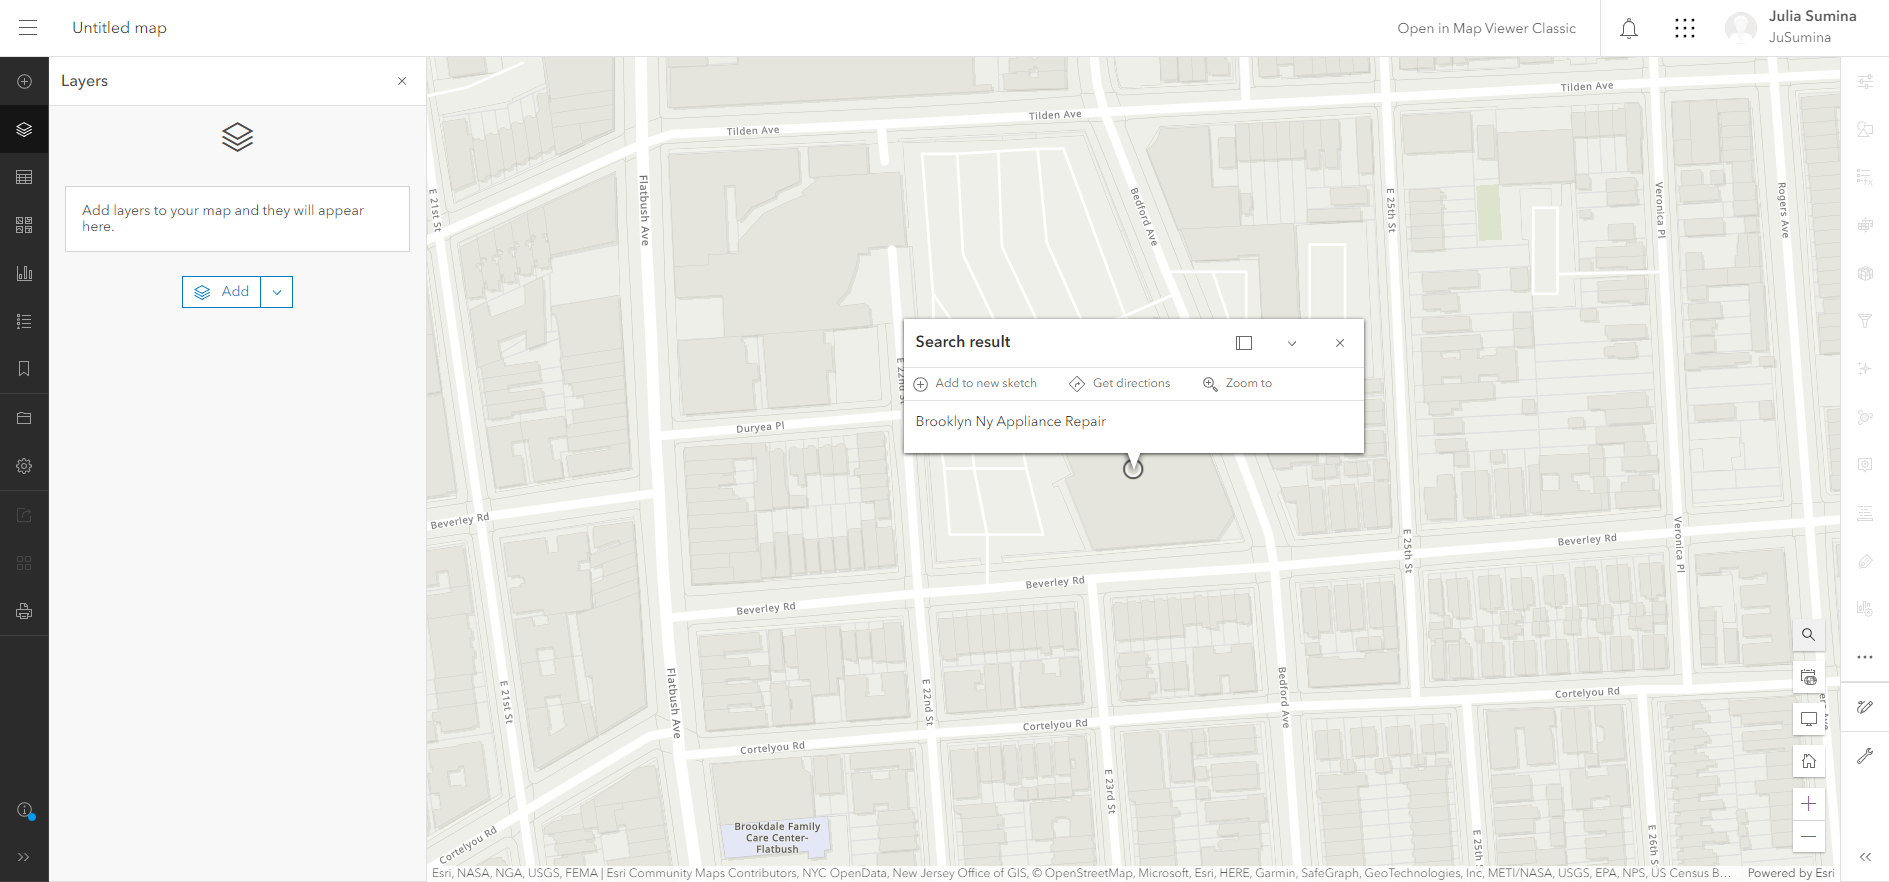 Untitled map
Open in Map Viewer Classic
Julia Sumina
JuSumina
Layers
Add layers to your map and they will appear
here.
Add
Tilden Ave
Tilden Ave
Tilden Ave
E 21st St
Flatbush Ave
Bedford Ave
E 25th St
Veronica Pl
Rogers Ave
Search result
Add to new sketch
Get directions
Zoom to
Brooklyn Ny Appliance Repair
E 22nd St
Duryea Pl
Beverley Rd
Beverley Rd
Beverley Rd
Beverley Rd
E 25th St
Veronica Pl
E 21st St
Flatbush Ave
E 22nd St
Bedford Ave
Cortelyou Rd
Cortelyou Rd
Cortelyou Rd
Cortelyou Rd
E 23rd St
E 25th St
E 26th St
Brookdale Family
Care Center-
Flatbush
Esri, NASA, NGA, USGS, FEMA | Esri Community Maps Contributors, NYC OpenData, New Jersey Office of GIS, © OpenStreetMap, Microsoft, Esri, HERE, Garmin, SafeGraph, GeoTechnologies, Inc, METI/NASA, USGS, EPA, NPS, US Census B...
Powered by Esri